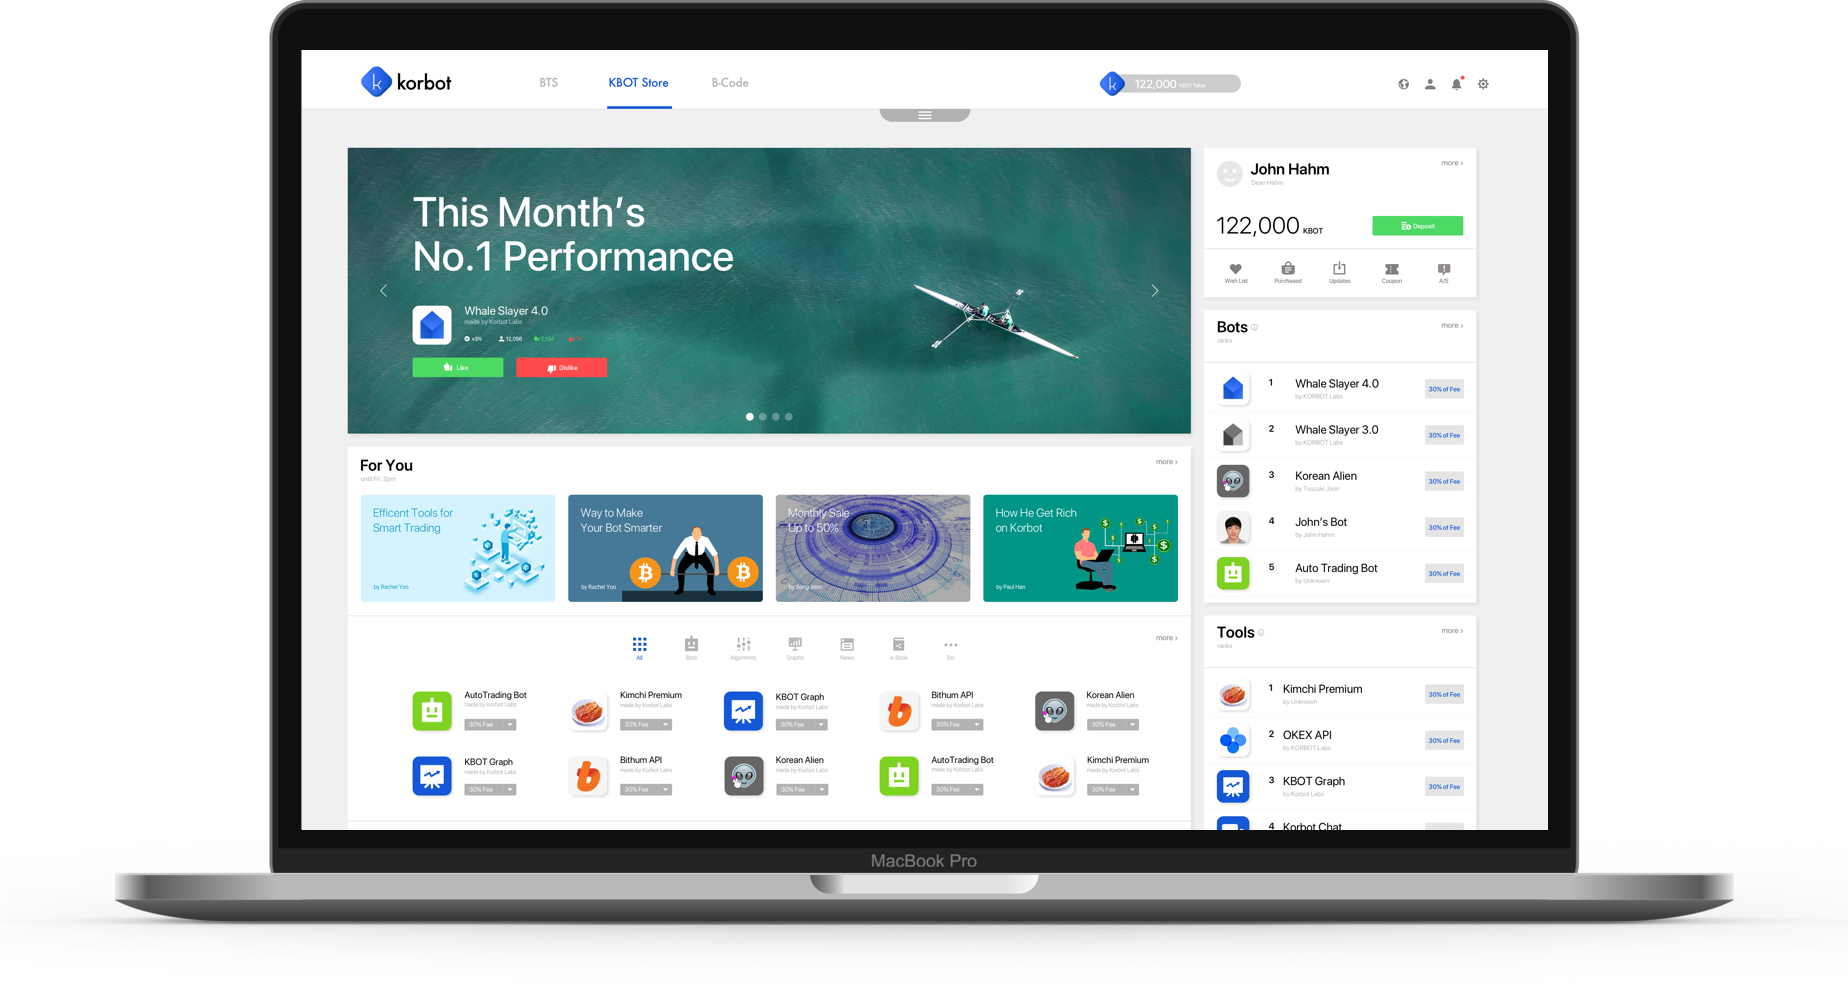 korbot
BTS
KBOT Store
B-Code
122,000 KBOT Token
This Month's
No.1 Performance
Whale Slayer 4.0
made by Korbot Labs
+3%
12,056
Like
Dislike
John Hahm
Dean Hahm
more ›
122,000 KBOT
Deposit
Wish List
Purchased
Updates
Coupon
A/S
Bots
ranks
more ›
1 Whale Slayer 4.0
by KORBOT Labs
30% of Fee
2 Whale Slayer 3.0
by KORBOT Labs
30% of Fee
3 Korean Alien
by Tsuzuki Joon
30% of Fee
4 John's Bot
by John Hahm
30% of Fee
5 Auto Trading Bot
by Unknown
30% of Fee
Tools
ranks
more ›
1 Kimchi Premium
by Unknown
30% of Fee
2 OKEX API
by KORBOT Labs
30% of Fee
3 KBOT Graph
by Korbot Labs
30% of Fee
4 Korbot Chat
For You
until Fri. 2pm
more ›
Efficent Tools for
Smart Trading
by Rachel Yoo
Way to Make
Your Bot Smarter
by Rachel Yoo
Monthly Sale
Up to 50%
by Song Joon
How He Get Rich
on Korbot
by Paul Han
All
Bots
Algorithms
Graphs
News
e-Book
Etc
more ›
AutoTrading Bot
made by Korbot Labs
30% Fee
Kimchi Premium
made by Korbot Labs
30% Fee
KBOT Graph
made by Korbot Labs
30% Fee
Bithum API
made by Korbot Labs
30% Fee
Korean Alien
made by Korbot Labs
30% Fee
KBOT Graph
made by Korbot Labs
30% Fee
Bithum API
made by Korbot Labs
30% Fee
Korean Alien
made by Korbot Labs
30% Fee
AutoTrading Bot
made by Korbot Labs
30% Fee
Kimchi Premium
made by Korbot Labs
30% Fee
MacBook Pro